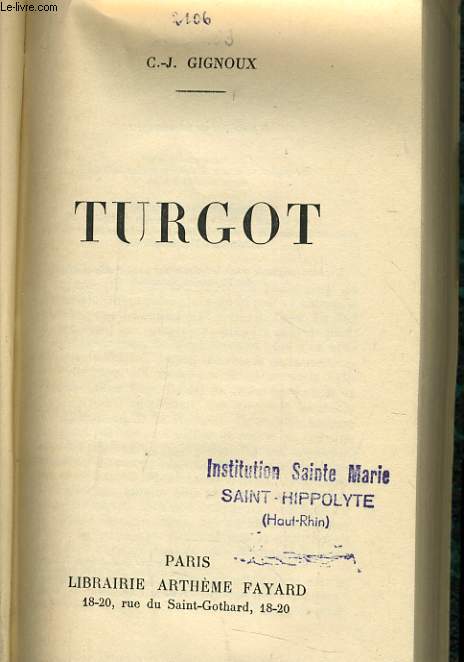 Le-livre.com
2106
C.-J. GIGNOUX
TURGOT
Institution Sainte Marie
SAINT-HIPPOLYTE
(Haut-Rhin)
PARIS
LIBRAIRIE ARTHÈME FAYARD
18-20, rue du Saint-Gothard, 18-20